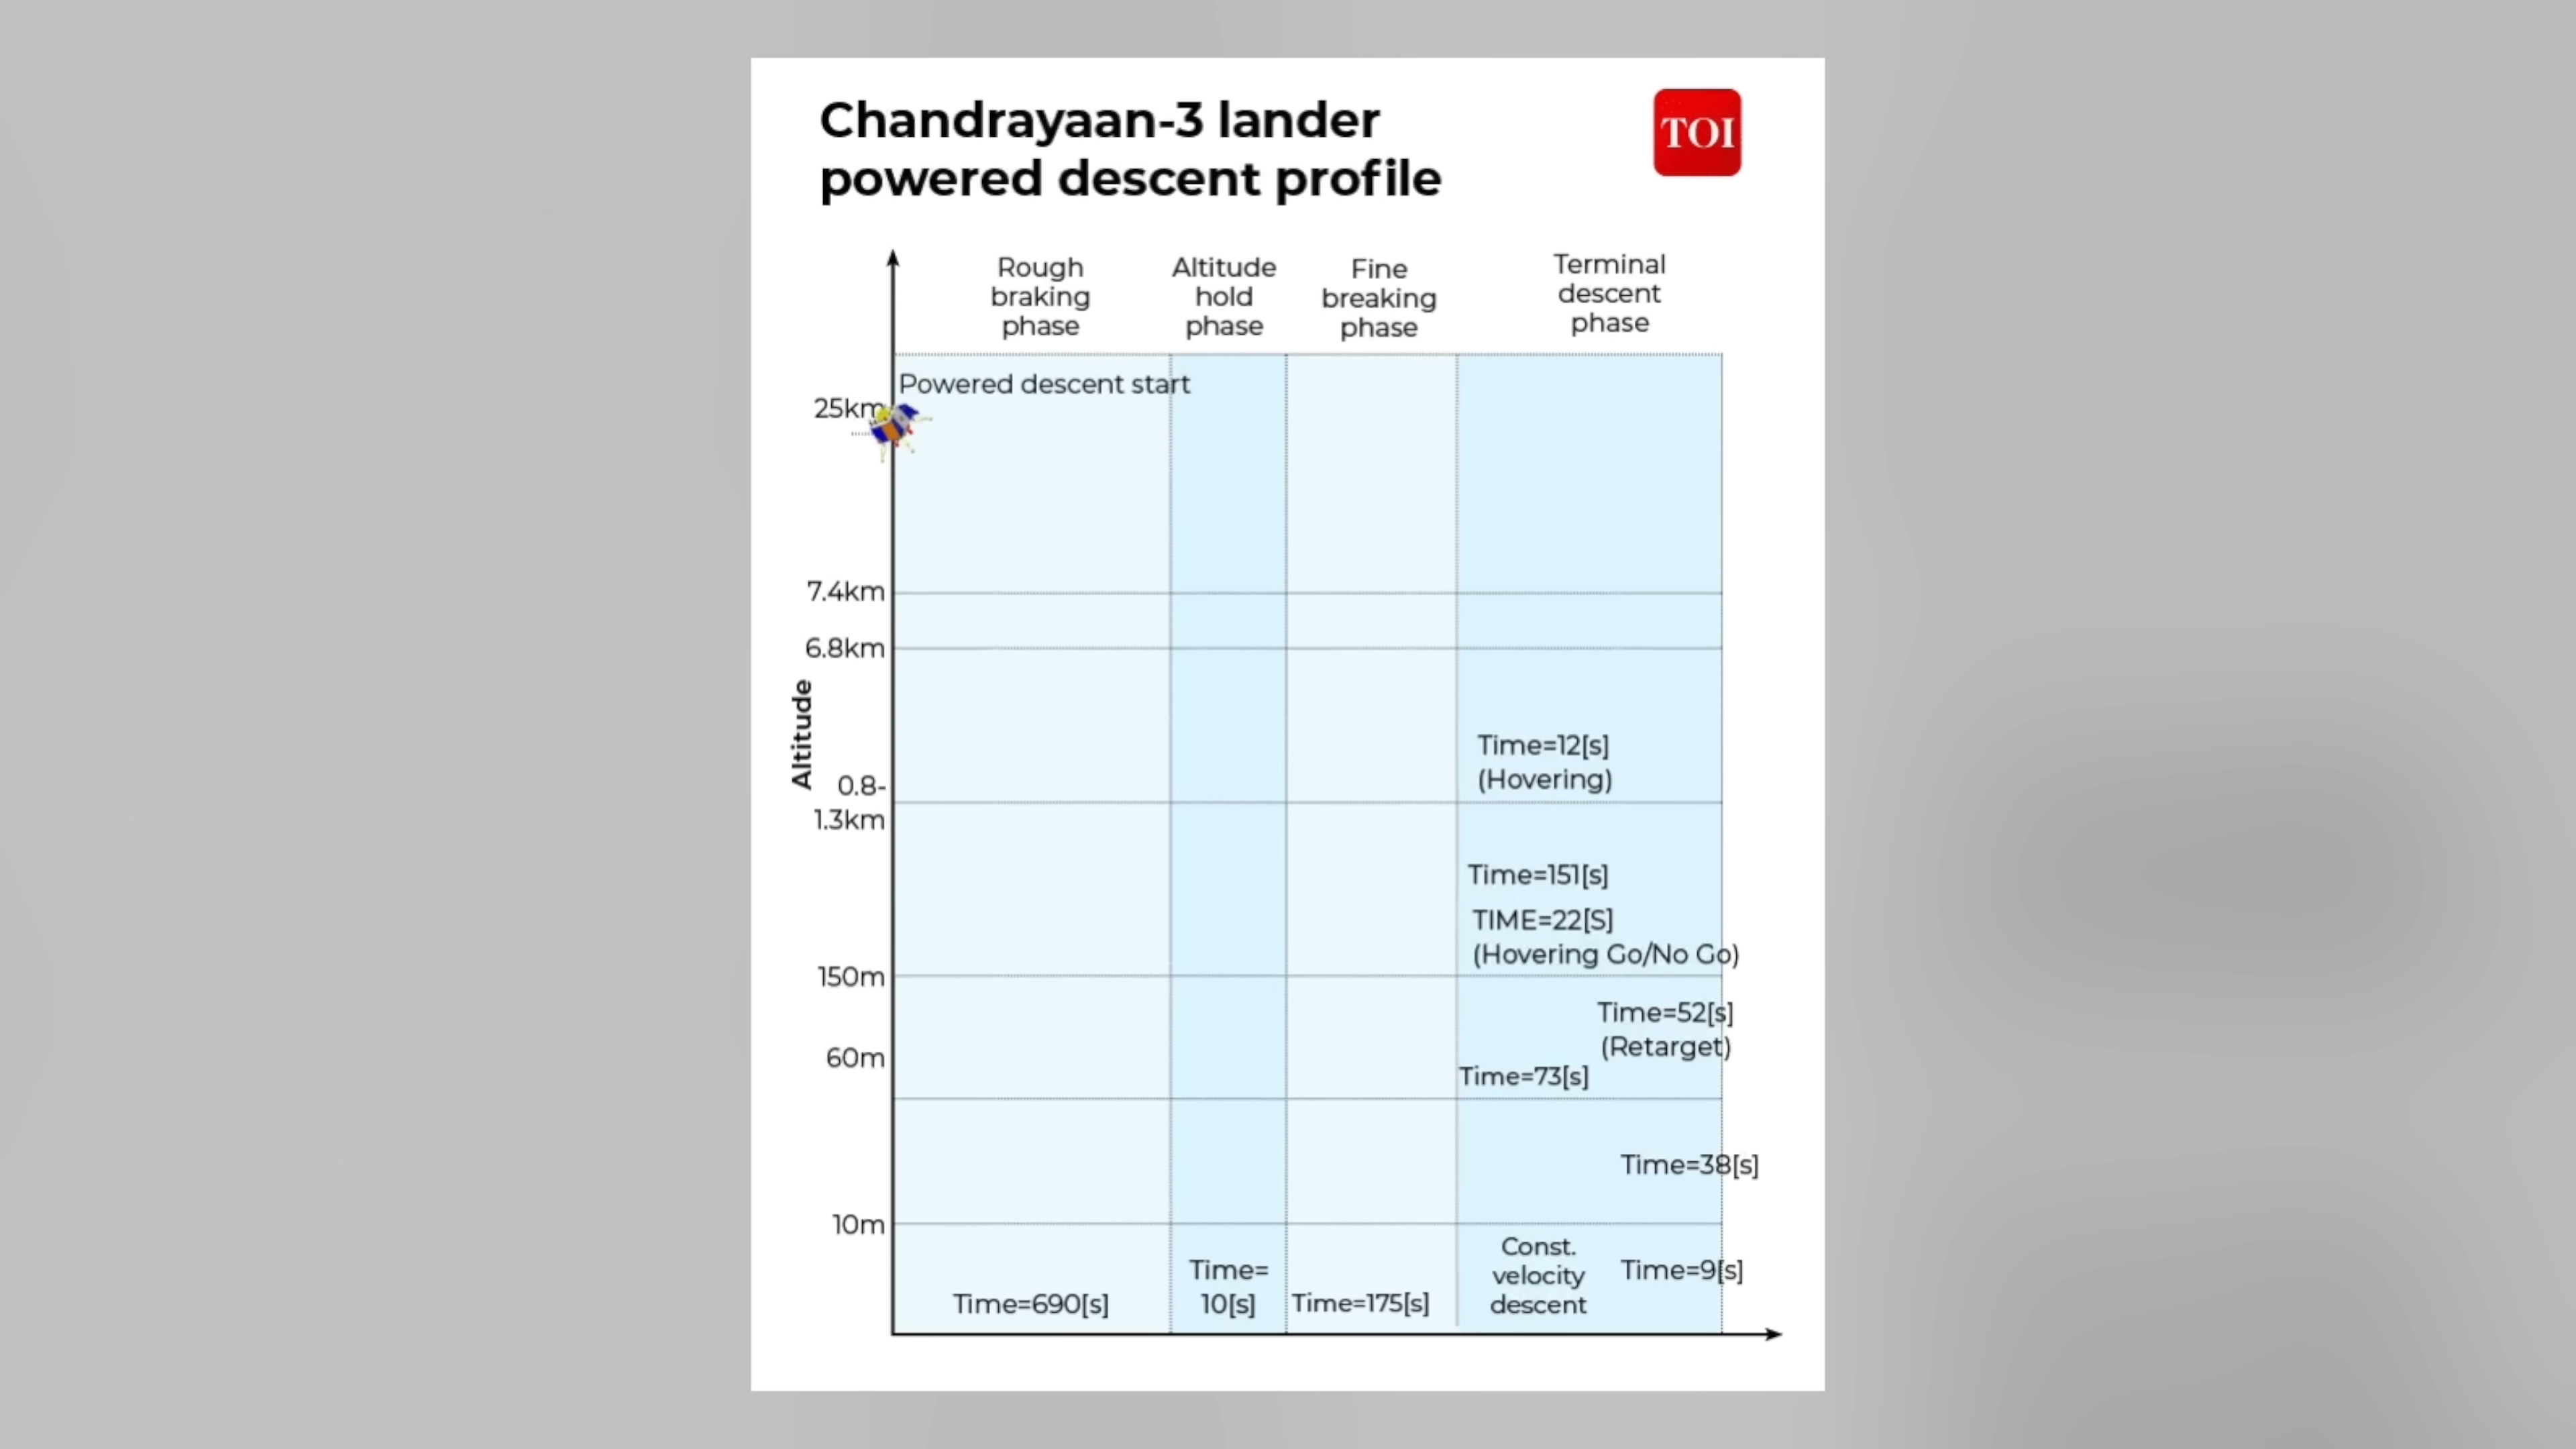 Chandrayaan-3 lander
powered descent profile
TOI
Rough
braking
phase
Altitude
hold
phase
Fine
breaking
phase
Terminal
descent
phase
Powered descent start
25km
7.4km
6.8km
Altitude
Time=12[s]
(Hovering)
0.8-
1.3km
Time=151[s]
TIME=22[S]
(Hovering Go/No Go)
150m
Time=52[s]
(Retarget)
60m
Time=73[s]
Time=38[s]
10m
Const.
velocity
descent
Time=9[s]
Time=690[s]
Time=
10[s]
Time=175[s]